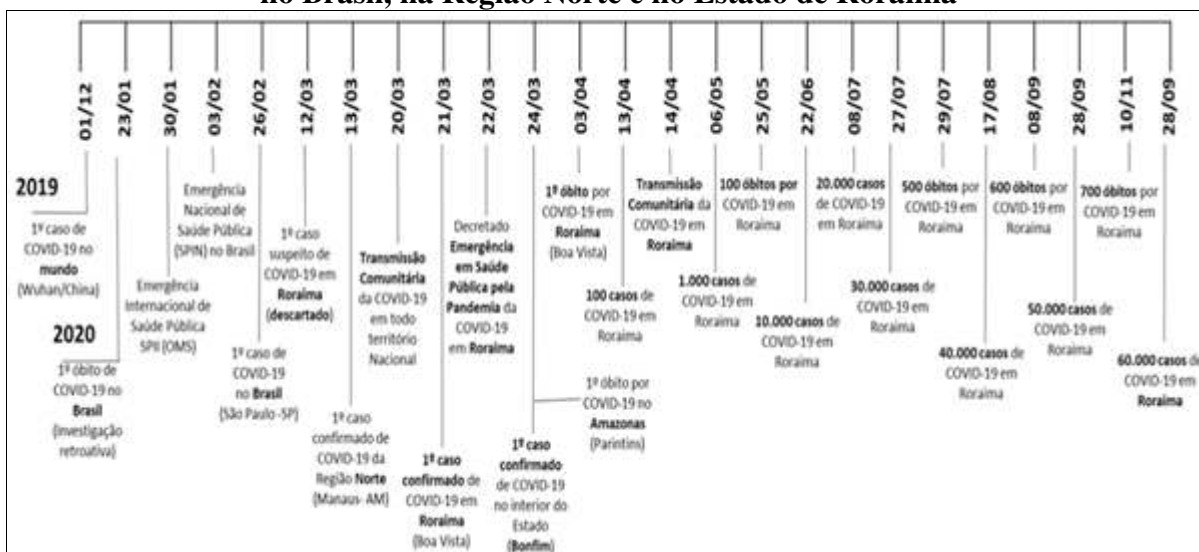 no Brasil, na Região Norte e no Estado de Roraima
01/12
23/01
30/01
03/02
26/02
12/03
13/03
20/03
21/03
22/03
24/03
03/04
13/04
14/04
06/05
25/05
22/06
08/07
27/07
29/07
17/08
08/09
28/09
10/11
28/09
2019
1º caso de
COVID-19 no
mundo
(Wuhan/China)
2020
1º óbito de
COVID-19 no
Brasil
(Investigação
retroativa)
Emergência
Internacional de
Saúde Pública
SPII (OMS)
Emergência
Nacional de
Saúde Pública
(SPIN) no Brasil
1º caso de
COVID-19
no Brasil
(São Paulo -SP)
1º caso
suspeito de
COVID-19 em
Roraima
(descartado)
1º caso
confirmado de
COVID-19 da
Região Norte
(Manaus- AM)
Transmissão
Comunitária
da COVID-19
em todo
território
Nacional
1º caso
confirmado de
COVID-19 em
Roraima
(Boa Vista)
Decretado
Emergência
em Saúde
Pública pela
Pandemia da
COVID-19
em Roraima
1º caso
confirmado
de COVID-19
no interior do
Estado
(Bonfim)
1º óbito por
COVID-19 no
Amazonas
(Parintins)
1º óbito por
COVID-19 em
Roraima
(Boa Vista)
100 casos de
COVID-19 em
Roraima
Transmissão
Comunitária da
COVID-19 em
Roraima
1.000 casos de
COVID-19 em
Roraima
100 óbitos por
COVID-19 em
Roraima
10.000 casos de
COVID-19 em
Roraima
20.000 casos
de COVID-19
em Roraima
30.000 casos de
COVID-19 em
Roraima
500 óbitos por
COVID-19 em
Roraima
40.000 casos de
COVID-19 em
Roraima
600 óbitos por
COVID-19 em
Roraima
50.000 casos de
COVID-19 em
Roraima
700 óbitos por
COVID-19 em
Roraima
60.000 casos de
COVID-19 em
Roraima